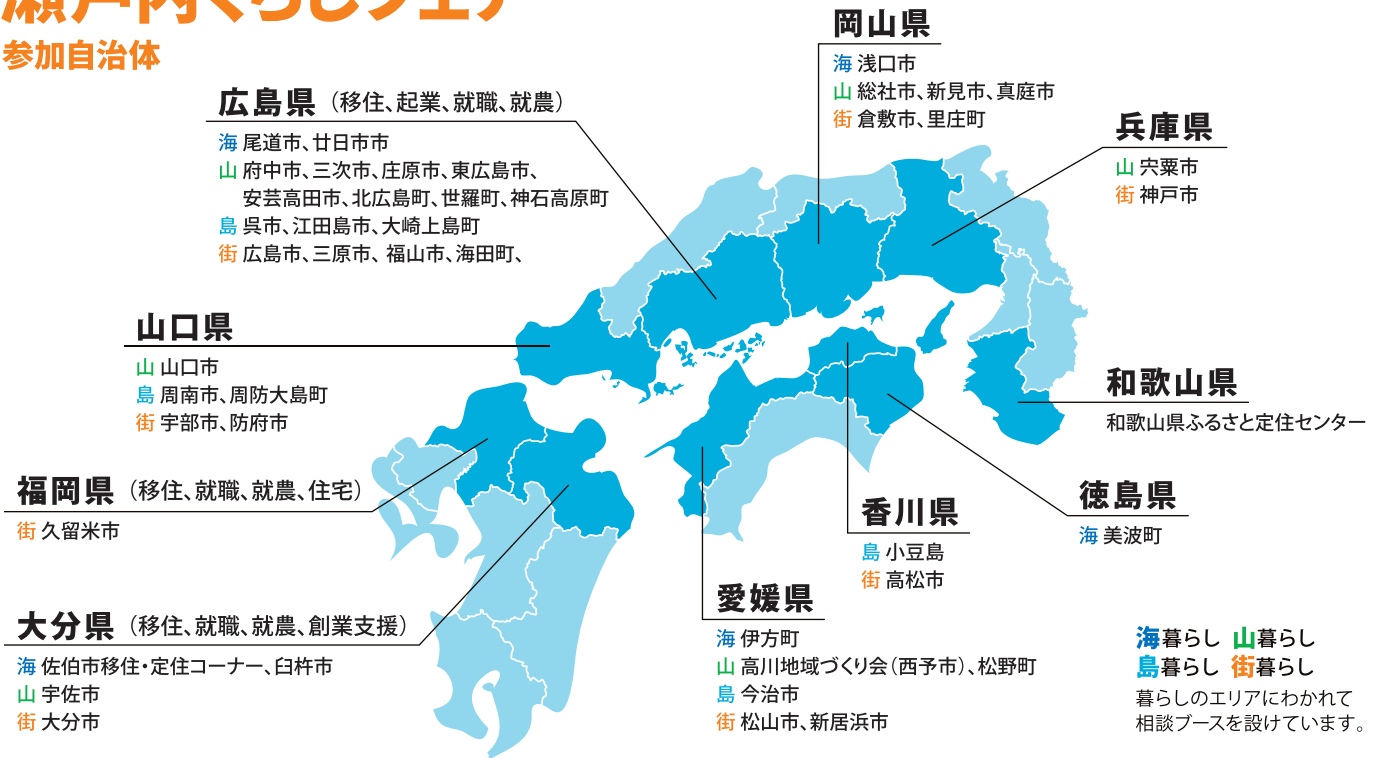 瀬戸内くらしフェア
参加自治体
岡山県
海 浅口市
山 総社市、新見市、真庭市
街 倉敷市、里庄町
広島県 (移住、起業、就職、就農)
海 尾道市、廿日市市
山 府中市、三次市、庄原市、東広島市、
安芸高田市、北広島町、世羅町、神石高原町
島 呉市、江田島市、大崎上島町
街 広島市、三原市、 福山市、海田町、
兵庫県
山 宍粟市
街 神戸市
山口県
山 山口市
島 周南市、周防大島町
街 宇部市、防府市
和歌山県
和歌山県ふるさと定住センター
福岡県 (移住、就職、就農、住宅)
街 久留米市
徳島県
海 美波町
香川県
島 小豆島
街 高松市
大分県 (移住、就職、就農、創業支援)
海 佐伯市移住・定住コーナー、臼杵市
山 宇佐市
街 大分市
愛媛県
海 伊方町
山 高川地域づくり会(西予市)、松野町
島 今治市
街 松山市、新居浜市
海暮らし 山暮らし
島暮らし 街暮らし
暮らしのエリアにわかれて
相談ブースを設けています。